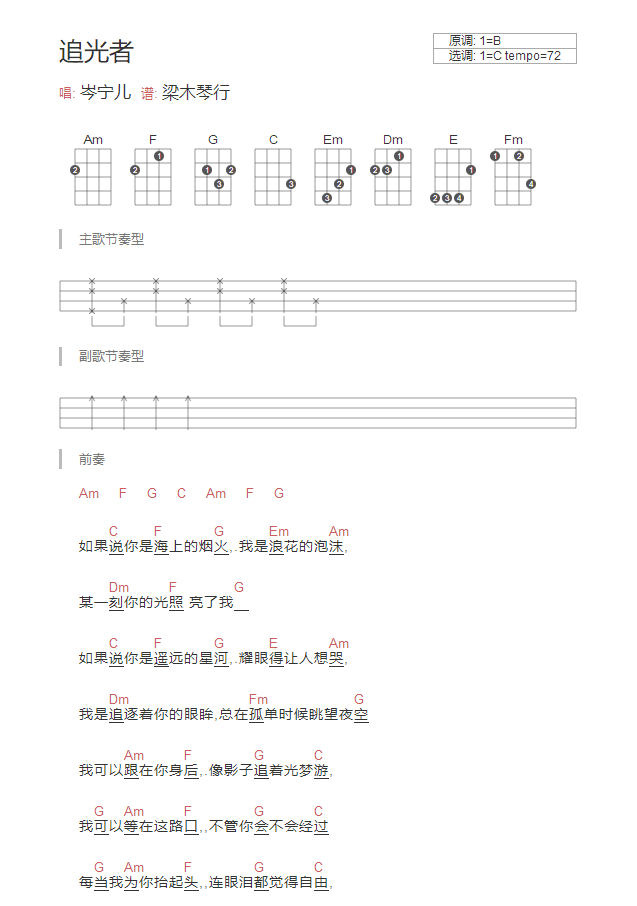 追光者
原调: 1=B
选调: 1=C tempo=72
唱: 岑宁儿 谱: 梁木琴行
Am F G C Em Dm E Fm
2 2 1 1 2 3 3 1 2 3 1 2 3 1 2 3 4 1 2 4
主歌节奏型
副歌节奏型
前奏
Am F G C Am F G
C F G Em Am
如果说你是海上的烟火,.我是浪花的泡沫,
Dm F G
某一刻你的光照 亮了我
C F G E Am
如果说你是遥远的星河,.耀眼得让人想哭,
Dm Fm G
我是追逐着你的眼眸,总在孤单时候眺望夜空
Am F G C
我可以跟在你身后,.像影子追着光梦游,
G Am F G C
我可以等在这路口,,不管你会不会经过
G Am F G C
每当我为你抬起头,,连眼泪都觉得自由,